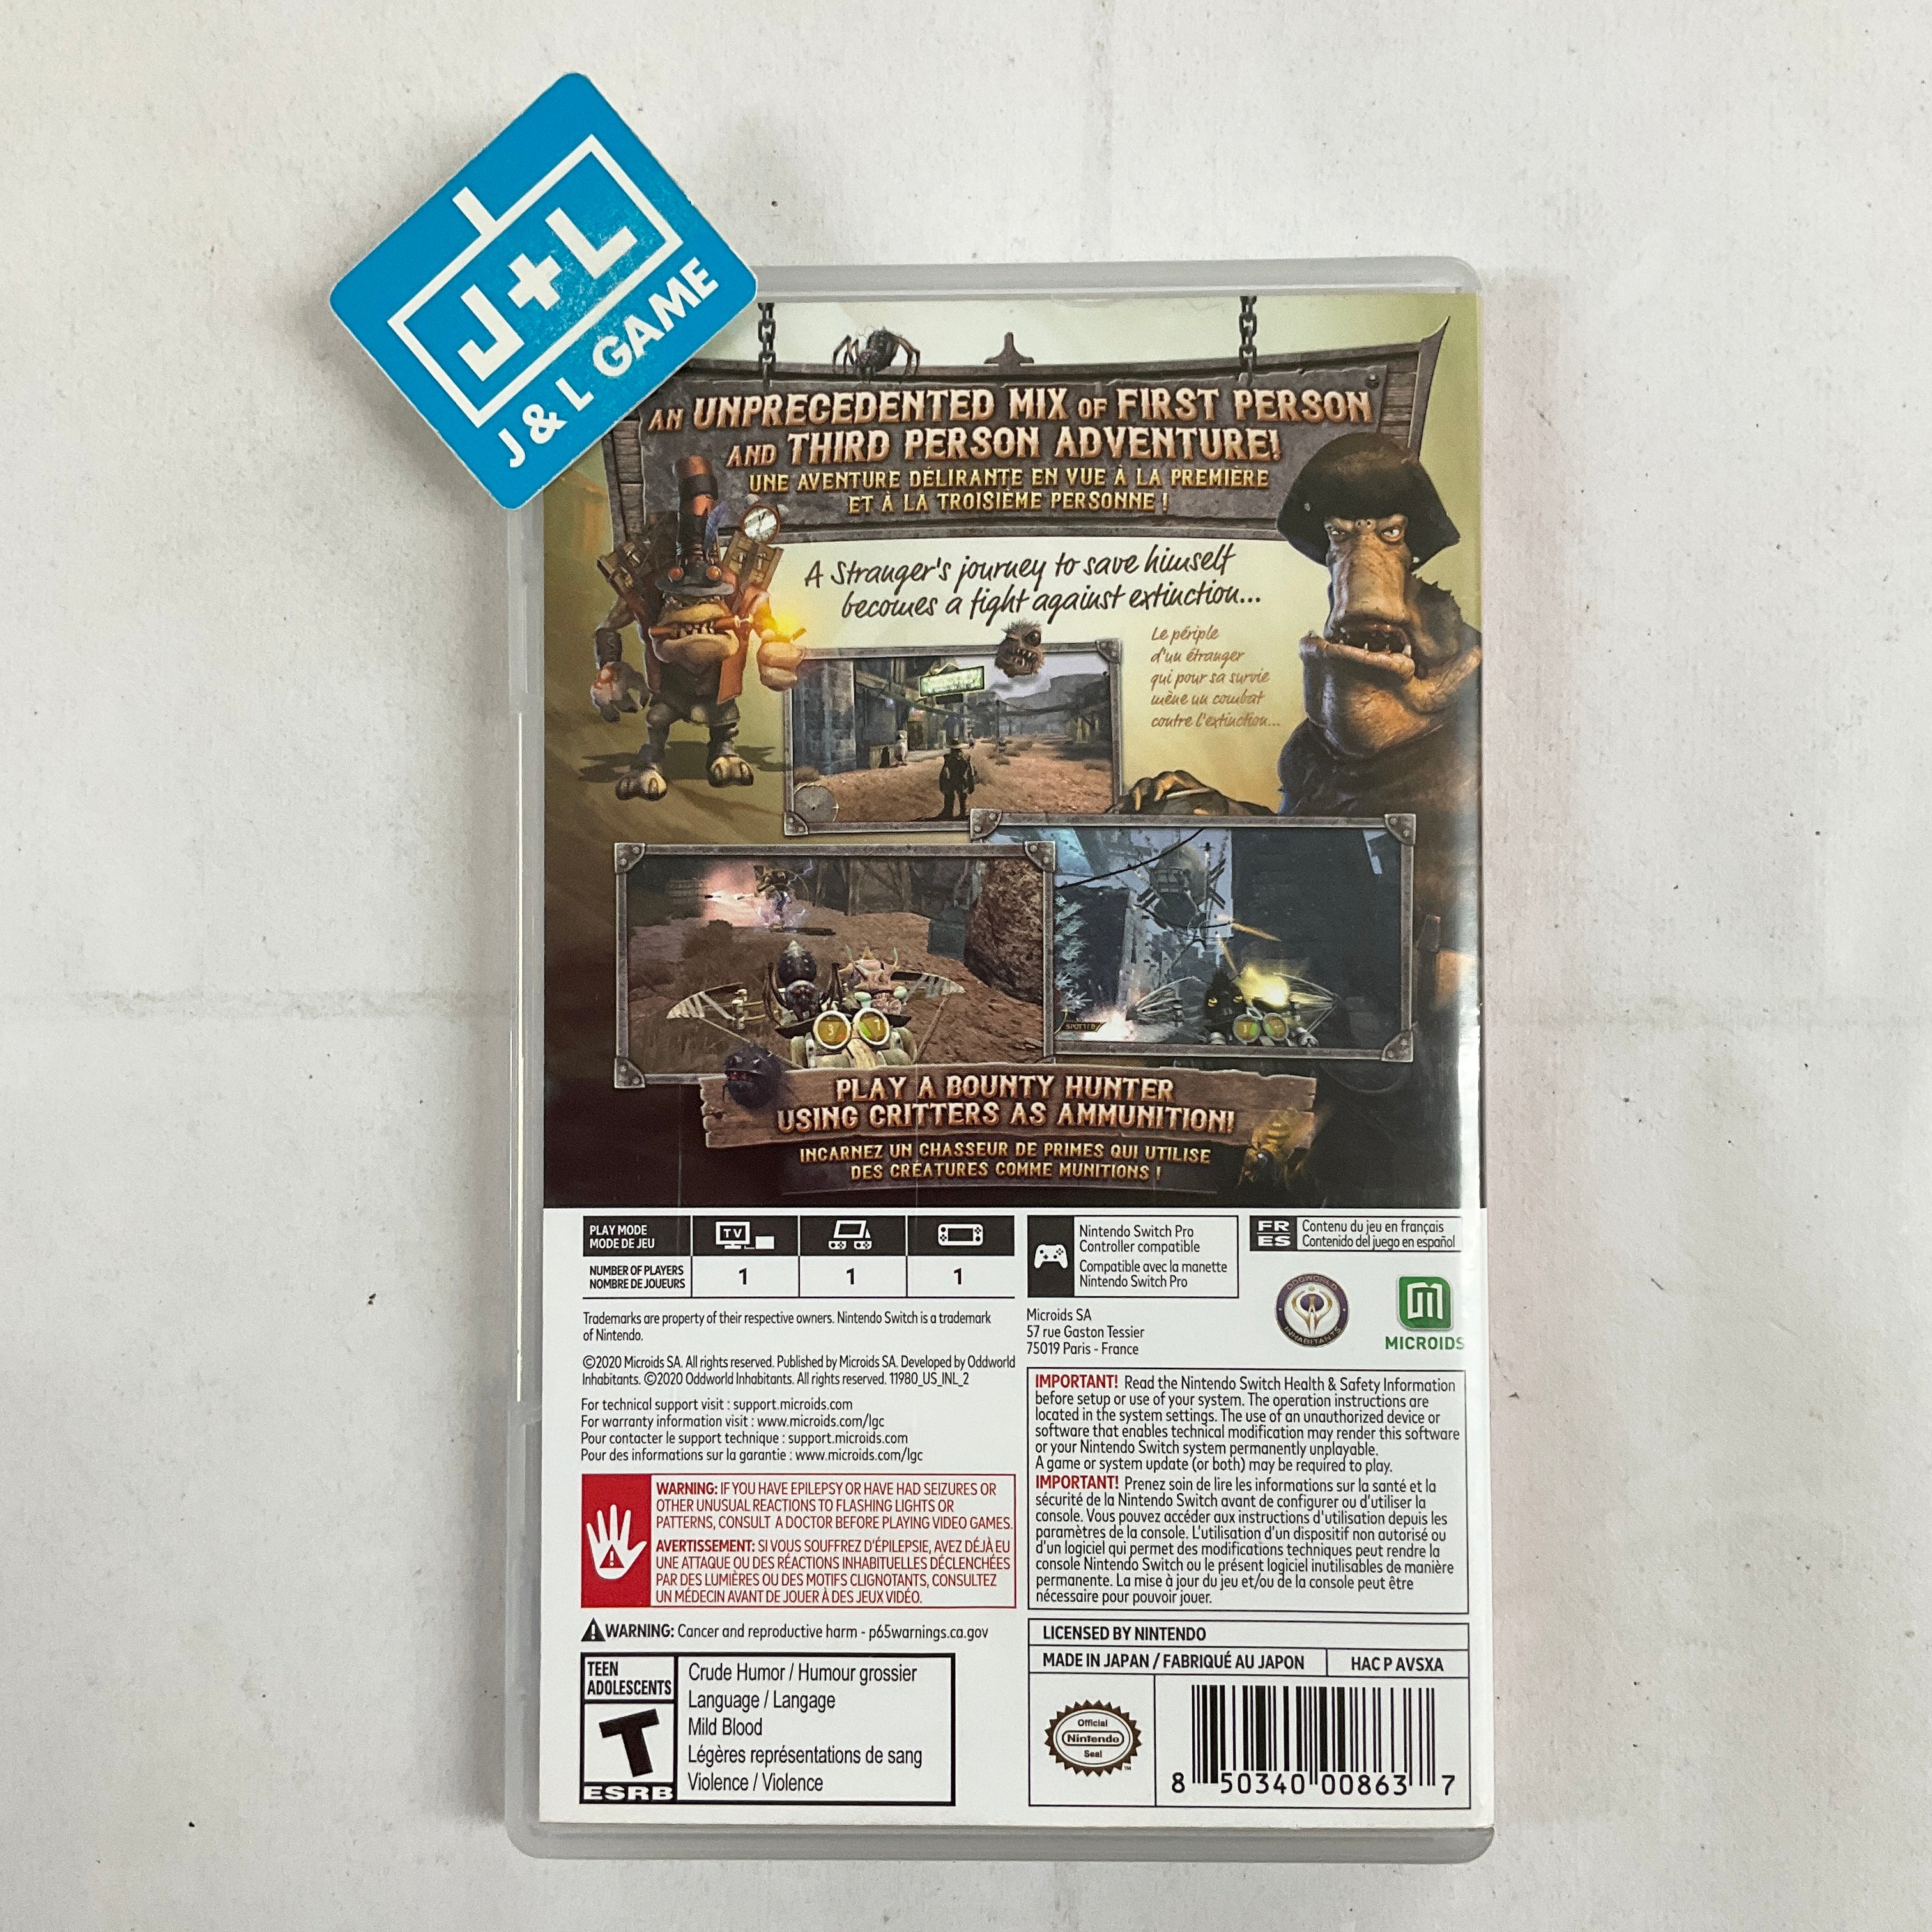 J+L
J & L GAME
AN UNPRECEDENTED MIX OF FIRST PERSON
AND THIRD PERSON ADVENTURE!
UNE AVENTURE DÉLIRANTE EN VUE À LA PREMIÈRE
ET À LA TROISIÈME PERSONNE !
A Stranger's journey to save himself
becomes a fight against extinction...
Le périple
d'un étranger
qui pour sa survie
mène un combat
contre l'extinction...
SPOTTED
PLAY A BOUNTY HUNTER
USING CRITTERS AS AMMUNITION!
INCARNEZ UN CHASSEUR DE PRIMES QUI UTILISE
DES CRÉATURES COMME MUNITIONS !
PLAY MODE
MODE DE JEU
TV
NUMBER OF PLAYERS
NOMBRE DE JOUEURS
1 1 1
Nintendo Switch Pro
Controller compatible
Compatible avec la manette
Nintendo Switch Pro
FR Contenu du jeu en français
ES Contenido del juego en español
Trademarks are property of their respective owners. Nintendo Switch is a trademark
of Nintendo.
©2020 Microids SA. All rights reserved. Published by Microids SA. Developed by Oddworld
Inhabitants. ©2020 Oddworld Inhabitants. All rights reserved. 11980_US_INL_2
For technical support visit : support.microids.com
For warranty information visit : www.microids.com/lgc
Pour contacter le support technique : support.microids.com
Pour des informations sur la garantie : www.microids.com/lgc
Microids SA
57 rue Gaston Tessier
75019 Paris - France
ODDWORLD
INHABITANTS
MICROIDS
WARNING: IF YOU HAVE EPILEPSY OR HAVE HAD SEIZURES OR
OTHER UNUSUAL REACTIONS TO FLASHING LIGHTS OR
PATTERNS, CONSULT A DOCTOR BEFORE PLAYING VIDEO GAMES.
AVERTISSEMENT: SI VOUS SOUFFREZ D'ÉPILEPSIE, AVEZ DÉJÀ EU
UNE ATTAQUE OU DES RÉACTIONS INHABITUELLES DÉCLENCHÉES
PAR DES LUMIÈRES OU DES MOTIFS CLIGNOTANTS, CONSULTEZ
UN MÉDECIN AVANT DE JOUER À DES JEUX VIDÉO.
IMPORTANT! Read the Nintendo Switch Health & Safety Information
before setup or use of your system. The operation instructions are
located in the system settings. The use of an unauthorized device or
software that enables technical modification may render this software
or your Nintendo Switch system permanently unplayable.
A game or system update (or both) may be required to play.
IMPORTANT! Prenez soin de lire les informations sur la santé et la
sécurité de la Nintendo Switch avant de configurer ou d'utiliser la
console. Vous pouvez accéder aux instructions d'utilisation depuis les
paramètres de la console. L'utilisation d'un dispositif non autorisé ou
d'un logiciel qui permet des modifications techniques peut rendre la
console Nintendo Switch ou le présent logiciel inutilisables de manière
permanente. La mise à jour du jeu et/ou de la console peut être
nécessaire pour pouvoir jouer.
WARNING: Cancer and reproductive harm - p65warnings.ca.gov
TEEN
ADOLESCENTS
T
ESRB
Crude Humor / Humour grossier
Language / Langage
Mild Blood
Légères représentations de sang
Violence / Violence
LICENSED BY NINTENDO
MADE IN JAPAN / FABRIQUÉ AU JAPON
HAC P AVSXA
Official
Nintendo
Seal
TM
8 50340 00863 7